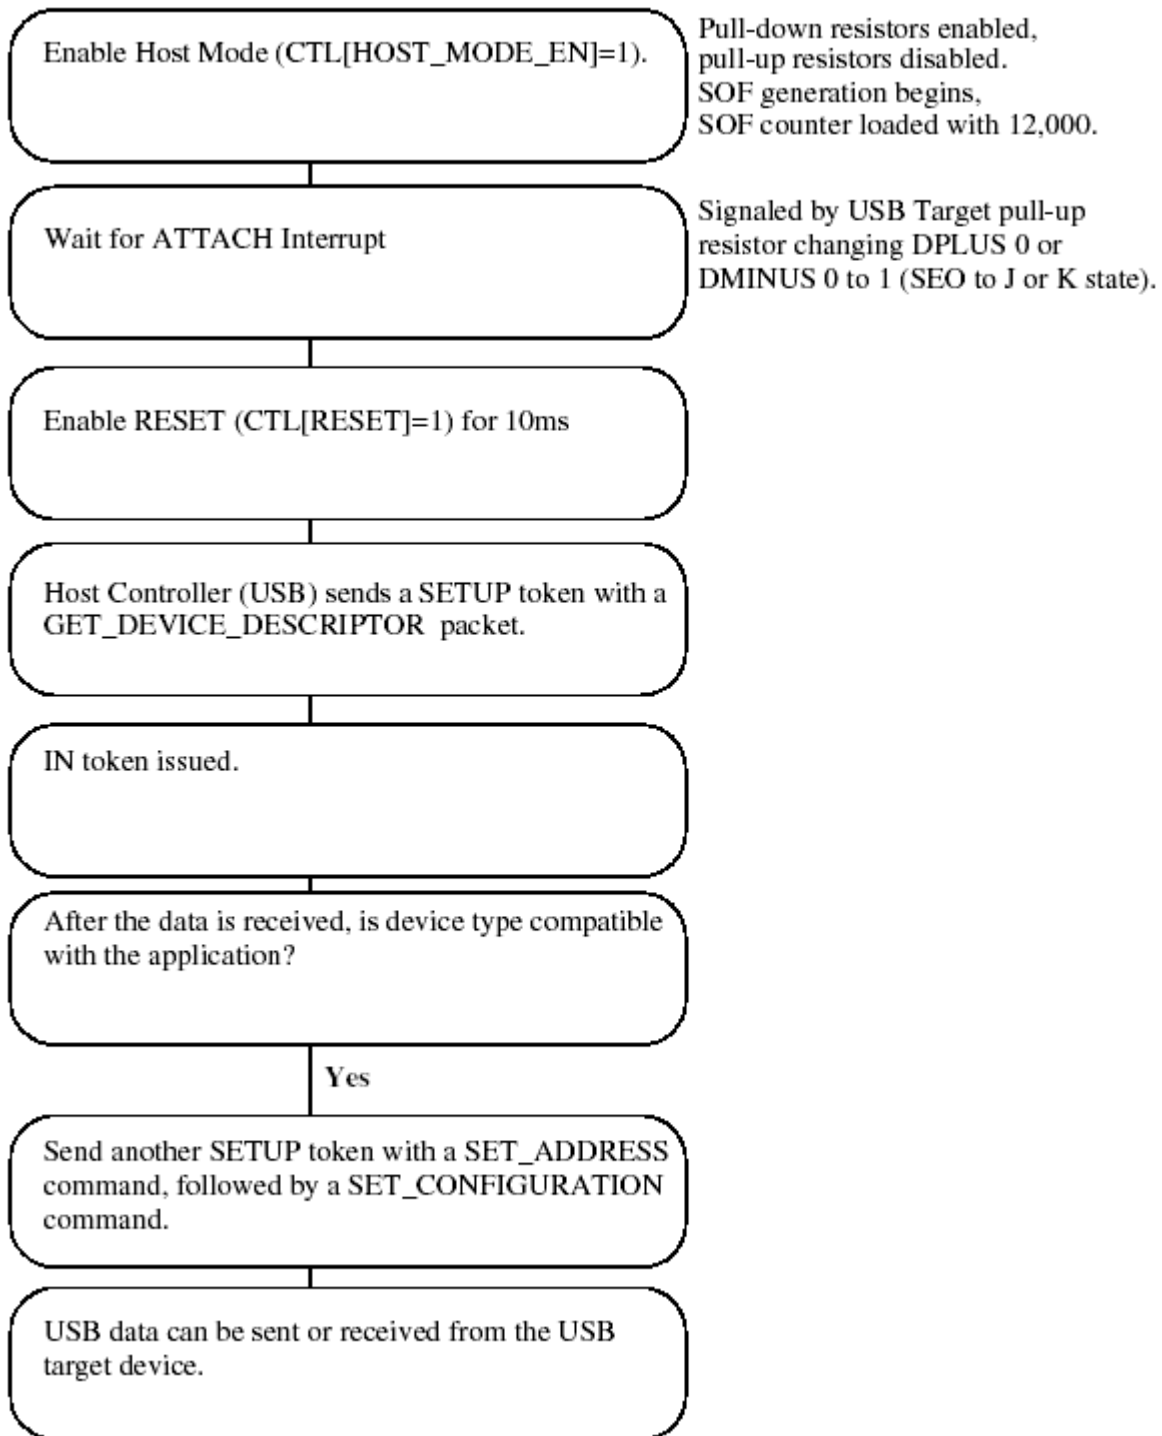 Enable Host Mode (CTL[HOST_MODE_EN]=1).
Pull-down resistors enabled,
pull-up resistors disabled.
SOF generation begins,
SOF counter loaded with 12,000.
Wait for ATTACH Interrupt
Signaled by USB Target pull-up
resistor changing DPLUS 0 or
DMINUS 0 to 1 (SEO to J or K state).
Enable RESET (CTL[RESET]=1) for 10ms
Host Controller (USB) sends a SETUP token with a
GET_DEVICE_DESCRIPTOR packet.
IN token issued.
After the data is received, is device type compatible
with the application?
Yes
Send another SETUP token with a SET_ADDRESS
command, followed by a SET_CONFIGURATION
command.
USB data can be sent or received from the USB
target device.